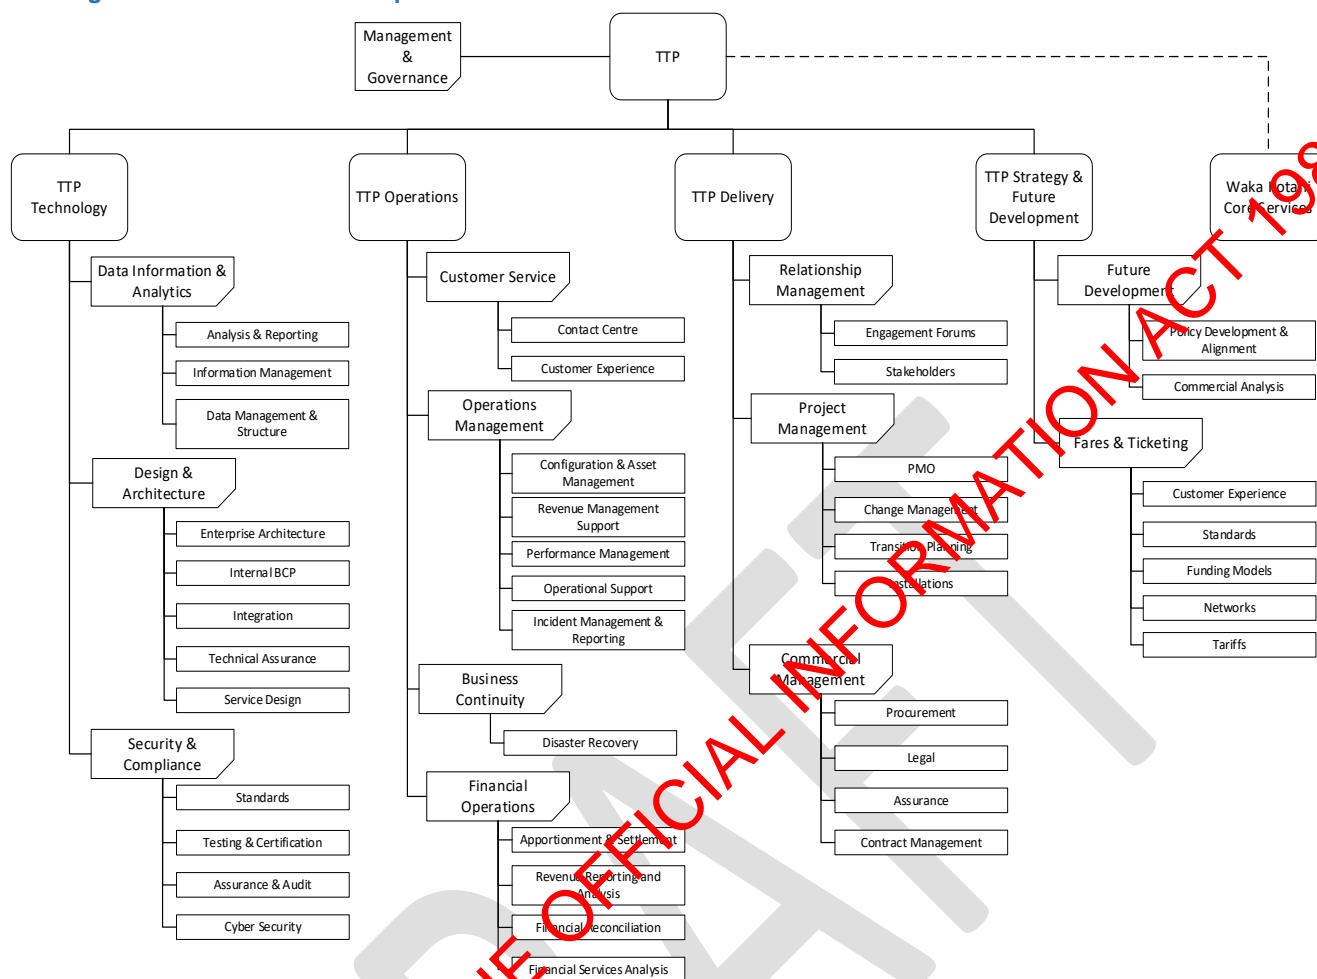 Management
&
Governance
TTP
TTP
Technology
TTP Operations
TTP Delivery
TTP Strategy &
Future
Development
Waka Kotahi
Core Services
Data Information &
Analytics
Analysis & Reporting
Information Management
Data Management &
Structure
Design &
Architecture
Enterprise Architecture
Internal BCP
Integration
Technical Assurance
Service Design
Security &
Compliance
Standards
Testing & Certification
Assurance & Audit
Cyber Security
Customer Service
Contact Centre
Customer Experience
Operations
Management
Configuration & Asset
Management
Revenue Management
Support
Performance Management
Operational Support
Incident Management &
Reporting
Business
Continuity
Disaster Recovery
Financial
Operations
Apportionment & Settlement
Revenue Reporting and
Analysis
Financial Reconciliation
Financial Services Analysis
Relationship
Management
Engagement Forums
Stakeholders
Project
Management
PMO
Change Management
Transition Planning
Installations
Commercial
Management
Procurement
Legal
Assurance
Contract Management
Future
Development
Policy Development &
Alignment
Commercial Analysis
Fares & Ticketing
Customer Experience
Standards
Funding Models
Networks
Tariffs
OFFICIAL INFORMATION ACT 198